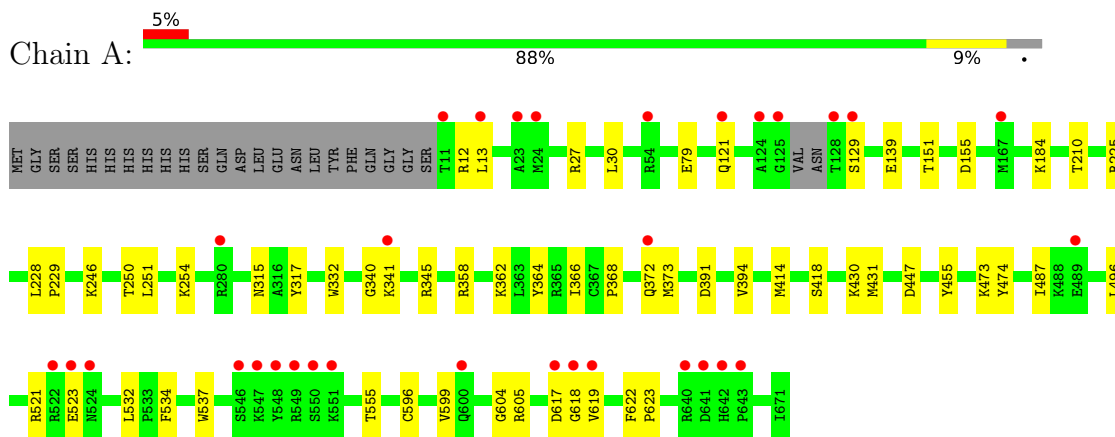 5%
Chain A:
88% 9% •
MET GLY SER SER HIS HIS HIS HIS HIS HIS SER GLN ASP LEU GLU ASN LEU TYR PHE GLN GLY GLY SER T11 R12 L13 A23 M24 R27 L30 R54 E79 Q121 A124 G125 VAL ASN T128 S129 E139 T151 D155 M167 K184 T210
L228 P229 K246 T250 L251 K254 R280 N315 A316 Y317 W332 G340 K341 R345 R358 K362 L363 Y364 R365 I366 C367 P368 Q372 M373 D391 V394 M414 S418 K430 M431 D447 Y455 K473 Y474 I487 K488 E489
R521 R522 E523 N524 L532 P533 F534 W537 S546 K547 Y548 R549 S550 K551 T555 C596 V599 Q600 G604 R605 D617 G618 V619 F622 P623 R640 D641 H642 P643 I671